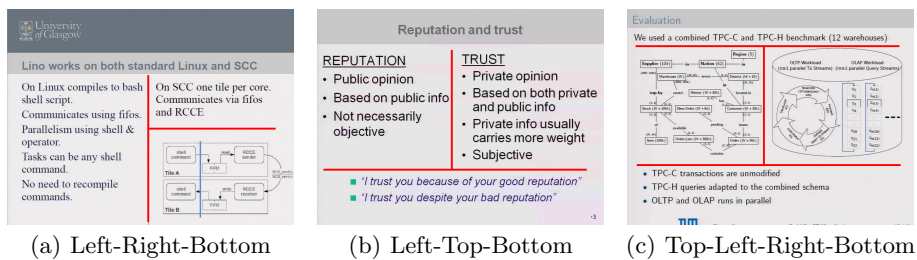 University
of Glasgow
Lino works on both standard Linux and SCC
On Linux compiles to bash
shell script.
Communicates using fifos.
Parallelism using shell &
operator.
Tasks can be any shell
command.
No need to recompile
commands.
On SCC one tile per core.
Communicates via fifos
and RCCE
shell
command
read
RCCE
sender
FIFO
Tile A
shell
command
write
RCCE
receiver
FIFO
Tile B
(a) Left-Right-Bottom
Reputation and trust
REPUTATION
• Public opinion
• Based on public info
• Not necessarily
objective
TRUST
• Private opinion
• Based on both private
and public info
• Private info usually
carries more weight
• Subjective
"I trust you because of your good reputation"
"I trust you despite your bad reputation"
(b) Left-Top-Bottom
Evaluation
We used a combined TPC-C and TPC-H benchmark (12 warehouses)
Region (5)
Supplier (10k)
Nation (62)
OLTP Workload
OLAP Workload
• TPC-C transactions are unmodified
• TPC-H queries adapted to the combined schema
• OLTP and OLAP runs in parallel
(c) Top-Left-Right-Bottom